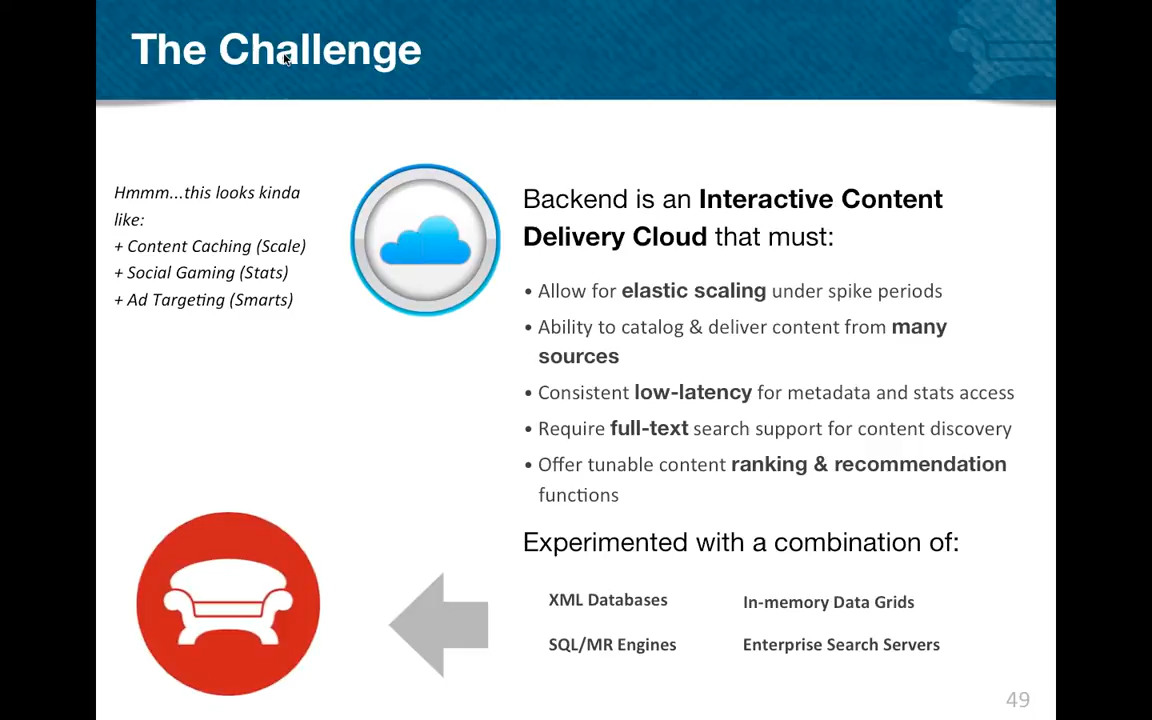 The Challenge
Hmmm...this looks kinda
like:
+ Content Caching (Scale)
+ Social Gaming (Stats)
+ Ad Targeting (Smarts)
Backend is an Interactive Content
Delivery Cloud that must:
• Allow for elastic scaling under spike periods
• Ability to catalog & deliver content from many
sources
• Consistent low-latency for metadata and stats access
• Require full-text search support for content discovery
• Offer tunable content ranking & recommendation
functions
Experimented with a combination of:
XML Databases
In-memory Data Grids
SQL/MR Engines
Enterprise Search Servers
49